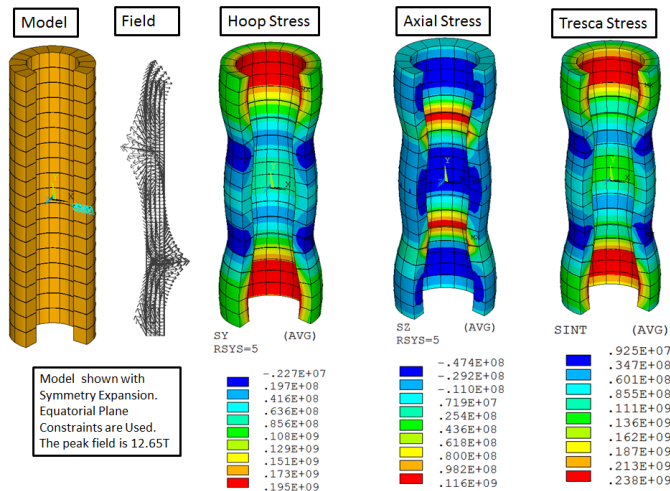 Model
Field
Hoop Stress
Axial Stress
Tresca Stress
SY (AVG)
RSYS=5
-.227E+07
.197E+08
.416E+08
.636E+08
.856E+08
.108E+09
.129E+09
.151E+09
.173E+09
.195E+09
SZ (AVG)
RSYS=5
-.474E+08
-.292E+08
-.110E+08
.719E+07
.254E+08
.436E+08
.618E+08
.800E+08
.982E+08
.116E+09
SINT (AVG)
.925E+07
.347E+08
.601E+08
.855E+08
.111E+09
.136E+09
.162E+09
.187E+09
.213E+09
.238E+09
Model shown with
Symmetry Expansion.
Equatorial Plane
Constraints are Used.
The peak field is 12.65T